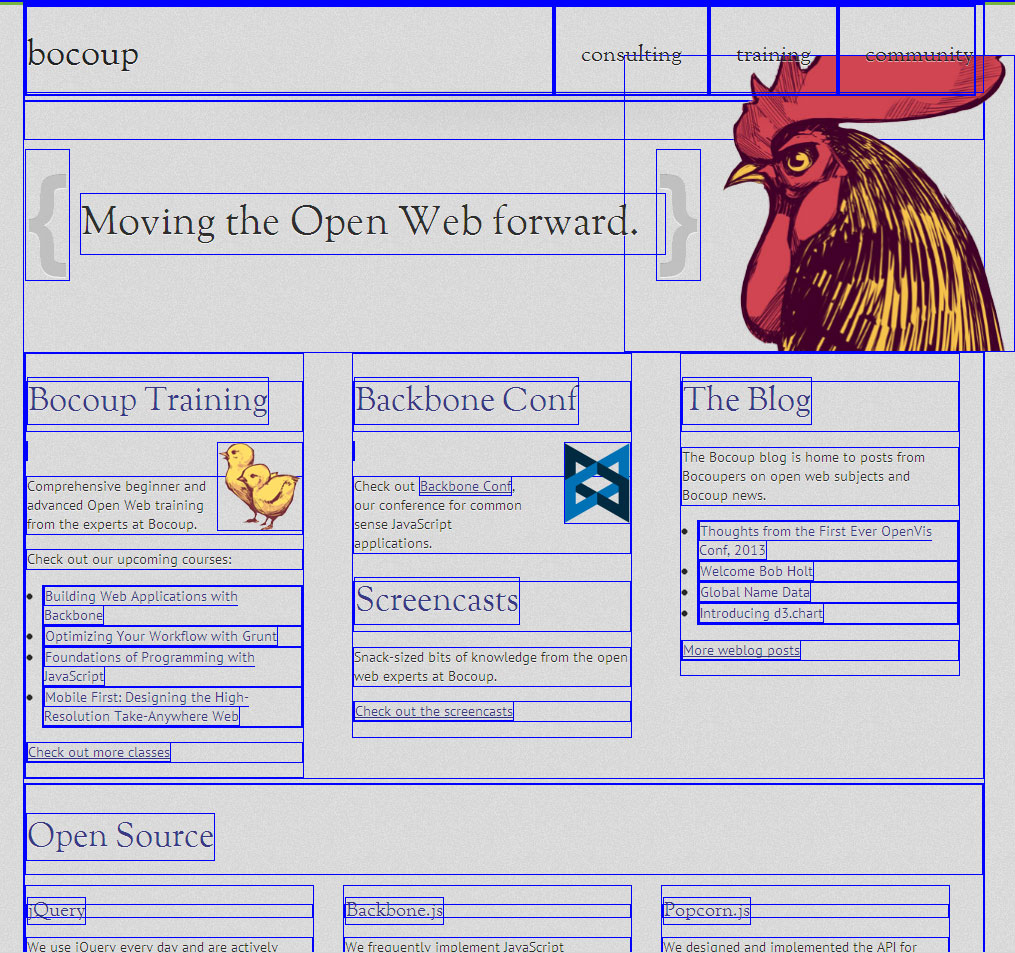 bocoup
consulting
training
community
{ Moving the Open Web forward. }
Bocoup Training
Comprehensive beginner and
advanced Open Web training
from the experts at Bocoup.
Check out our upcoming courses:
Building Web Applications with
Backbone
Optimizing Your Workflow with Grunt
Foundations of Programming with
JavaScript
Mobile First: Designing the High-
Resolution Take-Anywhere Web
Check out more classes
Backbone Conf
Check out Backbone Conf,
our conference for common
sense JavaScript
applications.
Screencasts
Snack-sized bits of knowledge from the open
web experts at Bocoup.
Check out the screencasts
The Blog
The Bocoup blog is home to posts from
Bocoupers on open web subjects and
Bocoup news.
Thoughts from the First Ever OpenVis
Conf, 2013
Welcome Bob Holt
Global Name Data
Introducing d3.chart
More weblog posts
Open Source
jQuery
We use jQuery every day and are actively
Backbone.js
We frequently implement JavaScript
Popcorn.js
We designed and implemented the API for